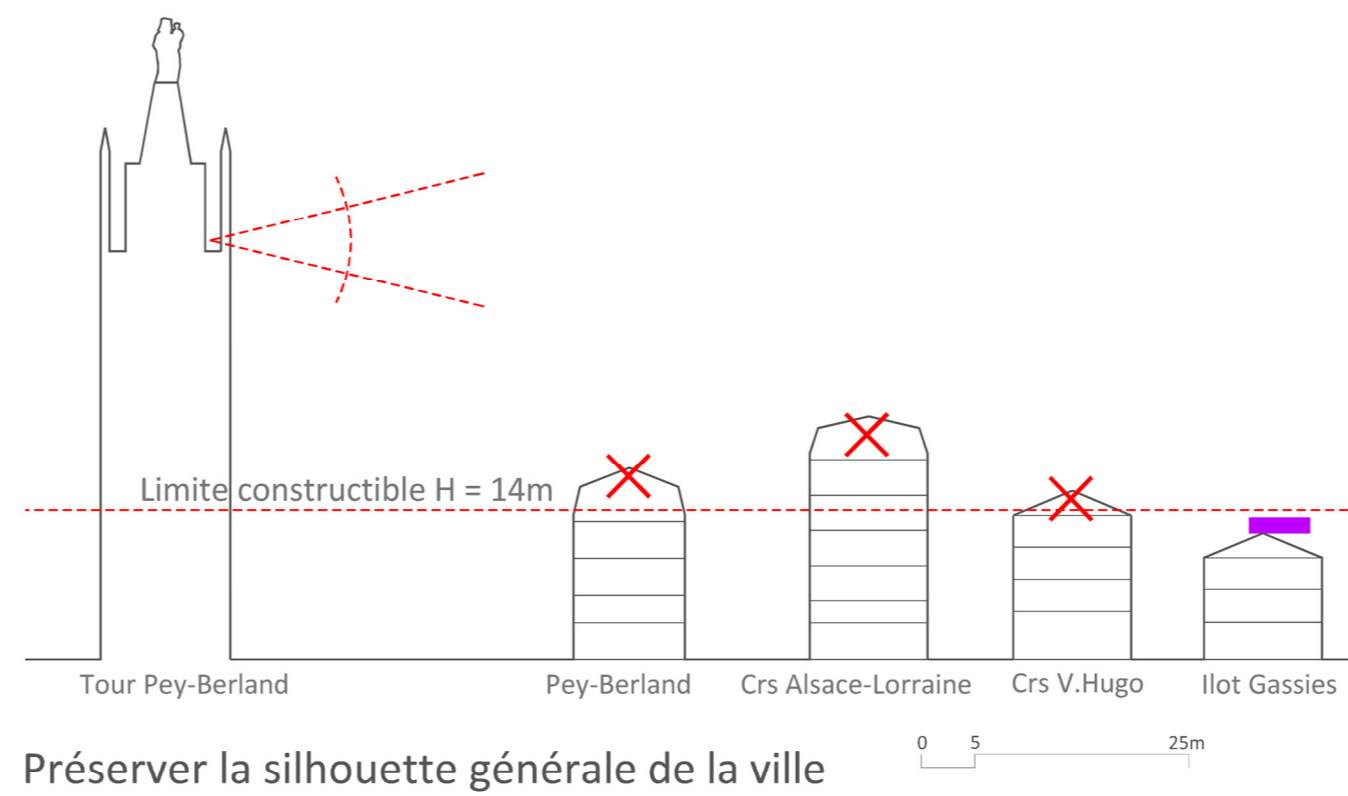 Limite constructible H = 14m
Tour Pey-Berland
Pey-Berland
Crs Alsace-Lorraine
Crs V.Hugo
Ilot Gassies
0 5 25m
Préserver la silhouette générale de la ville